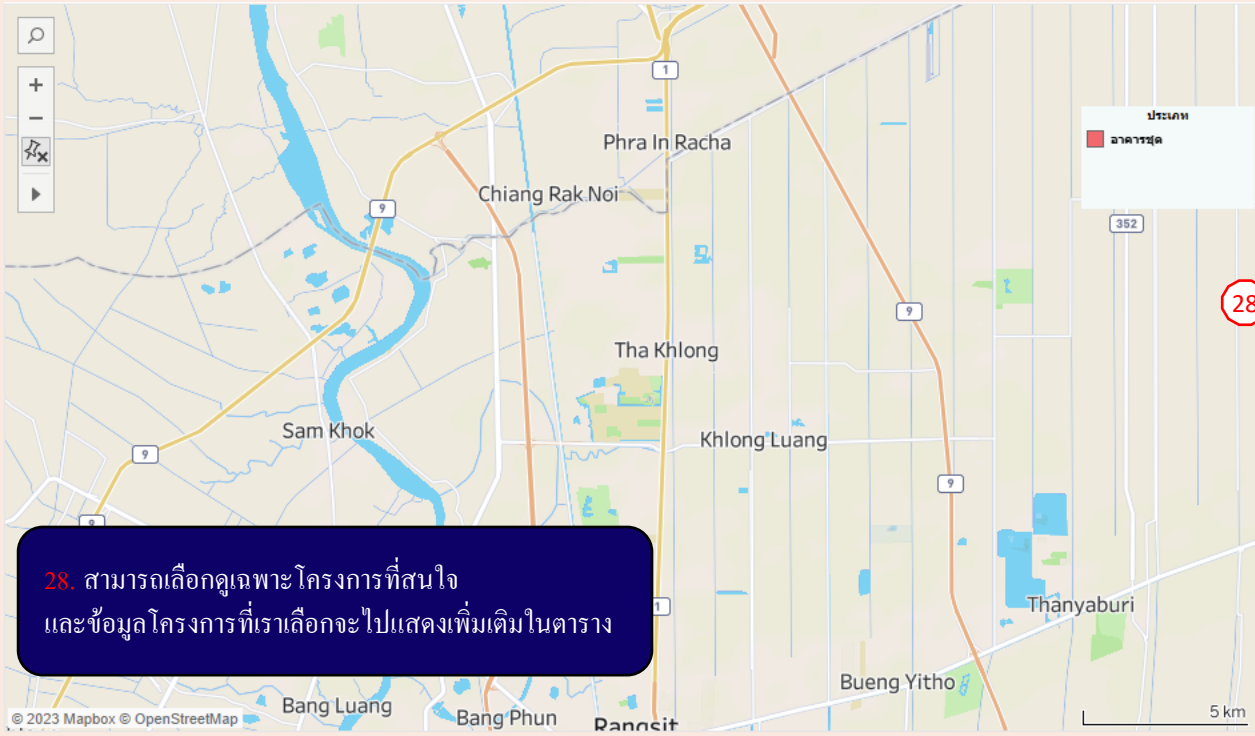 1
Phra In Racha
ประเภท
อาคารชุด
Chiang Rak Noi
9
352
28
9
Tha Khlong
Sam Khok
Khlong Luang
9
9
9
28. สามารถเลือกดูเฉพาะโครงการที่สนใจ
และข้อมูลโครงการที่เราเลือกจะไปแสดงเพิ่มเติมในตาราง
1
Thanyaburi
Bueng Yitho
Bang Luang
Bang Phun
Rangsit
© 2023 Mapbox © OpenStreetMap
5 km